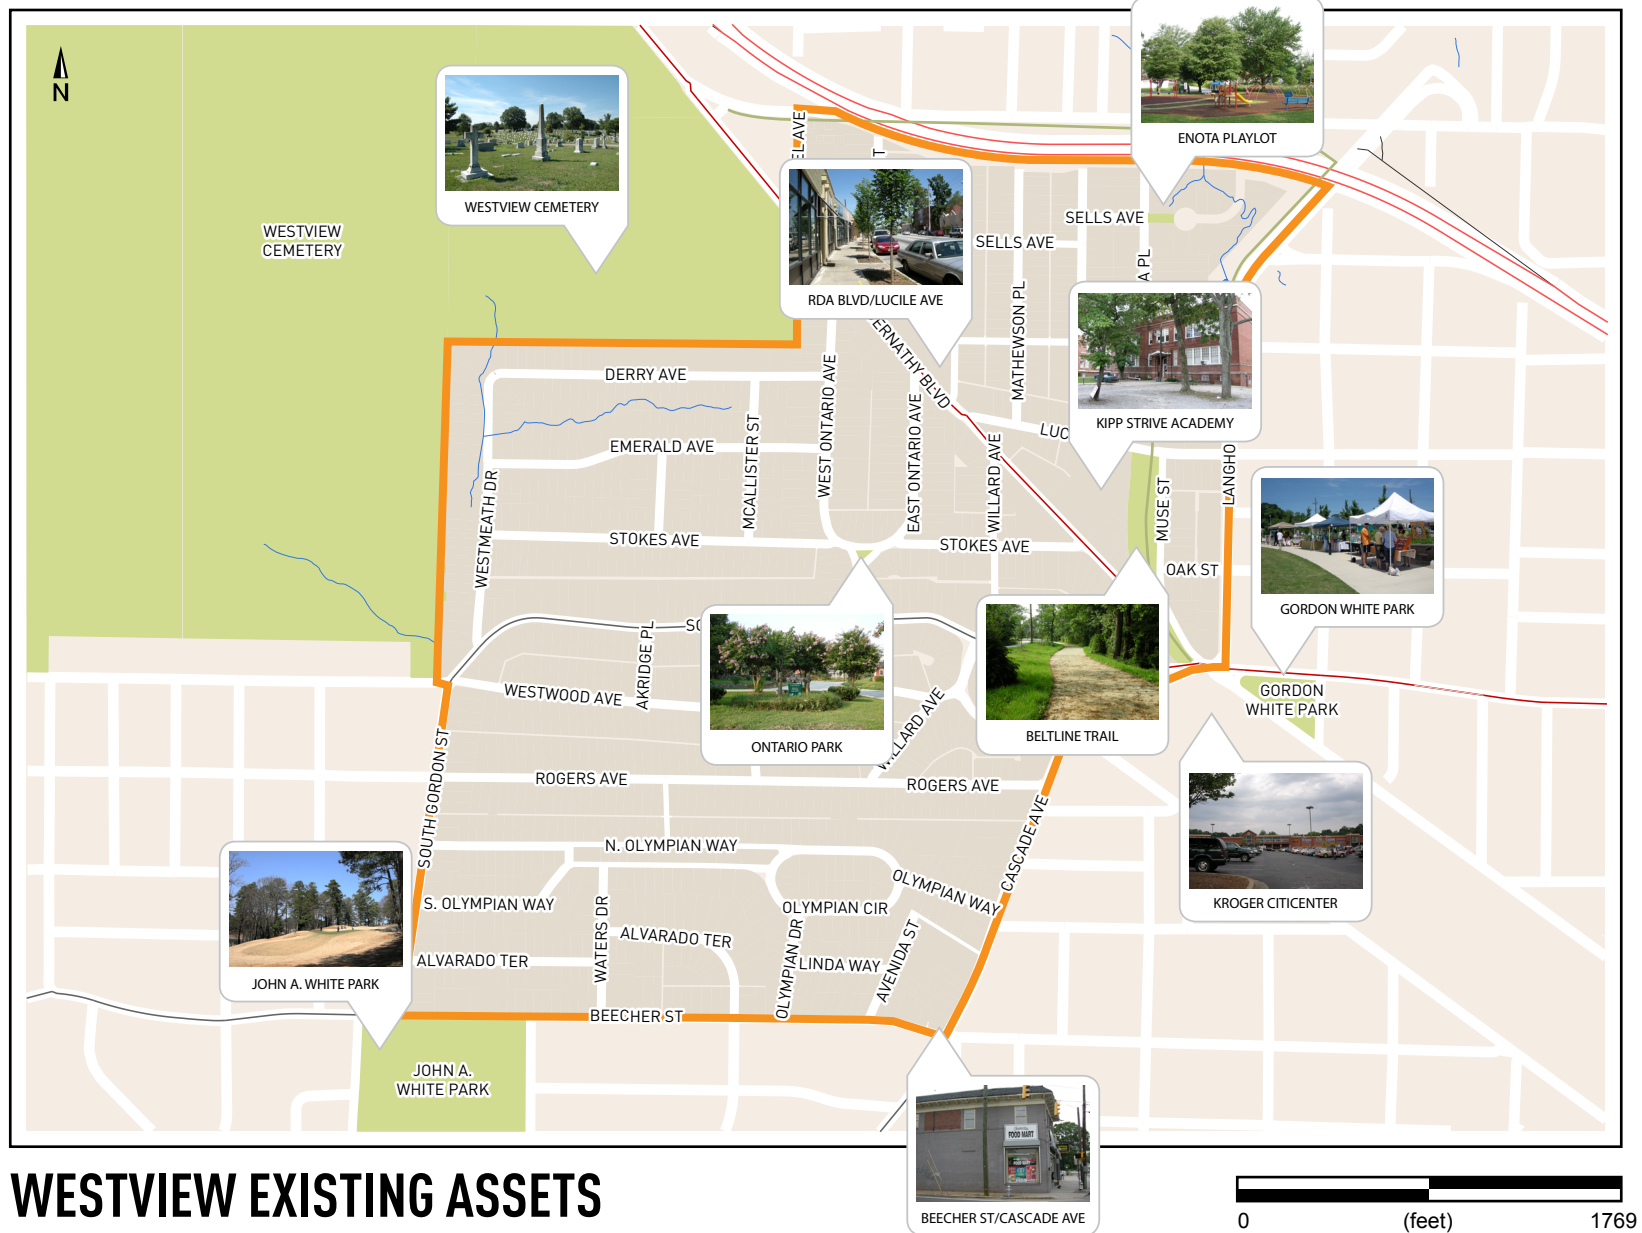 ENOTA PLAYLOT
N
WESTVIEW CEMETERY
WESTVIEW
CEMETERY
SELLS AVE
SELLS AVE
RDA BLVD/LUCILE AVE
MATHEWSON PL
DERRY AVE
WEST ONTARIO AVE
EAST ONTARIO AVE
KIPP STRIVE ACADEMY
EMERALD AVE
MCALLISTER ST
WILLARD AVE
WESTMEATH DR
MUSE ST
STOKES AVE
STOKES AVE
OAK ST
GORDON WHITE PARK
AKRIDGE PL
WESTWOOD AVE
GORDON
WHITE PARK
ONTARIO PARK
BELTLINE TRAIL
SOUTH GORDON ST
ROGERS AVE
ROGERS AVE
CASCADE AVE
N. OLYMPIAN WAY
OLYMPIAN WAY
KROGER CITICENTER
S. OLYMPIAN WAY
OLYMPIAN CIR
WATERS DR
ALVARADO TER
OLYMPIAN DR
AVENIDA ST
ALVARADO TER
LINDA WAY
JOHN A. WHITE PARK
BEECHER ST
JOHN A.
WHITE PARK
FOOD MART
BEECHER ST/CASCADE AVE
WESTVIEW EXISTING ASSETS
0 (feet) 1769